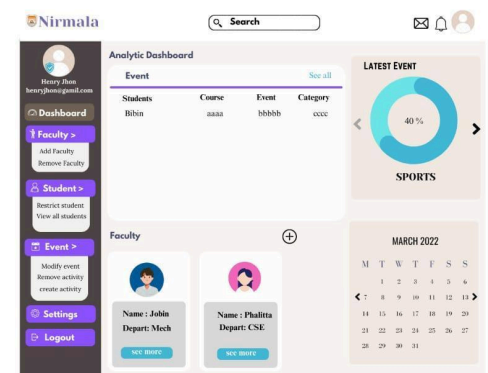 Nirmala
Search
Henry Jhon
henryjhon@gamil.com
Dashboard
Faculty >
Add Faculty
Remove Faculty
Student >
Restrict student
View all students
Event >
Modify event
Remove activity
create activity
Settings
Logout
Analytic Dashboard
Event See all
Students Course Event Category
Bibin aaaa bbbbb cccc
Faculty
Name : Jobin
Depart: Mech
see more
Name : Phalitta
Depart: CSE
see more
LATEST EVENT
40 %
SPORTS
MARCH 2022
M T W T F S S
1 2 3 4 5 6
7 8 9 10 11 12 13
14 15 16 17 18 19 20
21 22 23 24 25 26 27
28 29 30 31